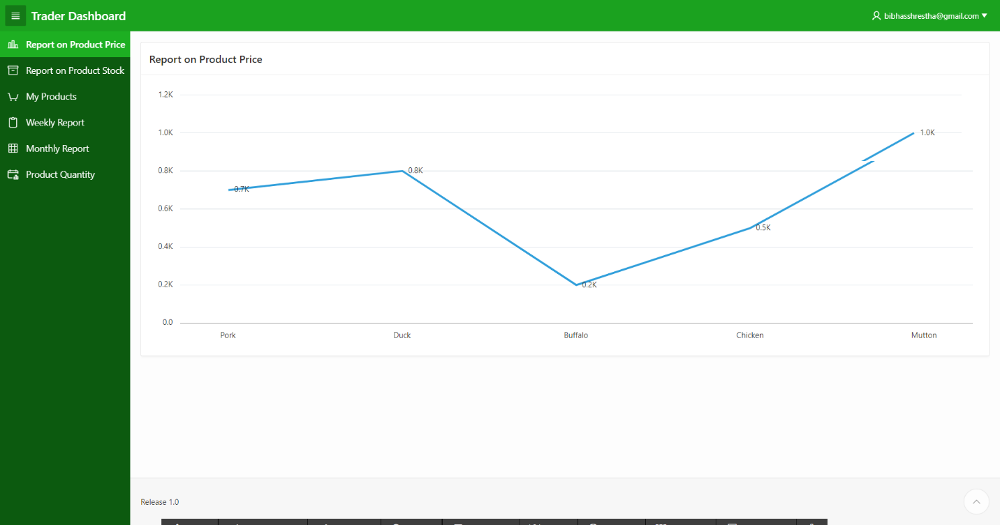 Trader Dashboard
bibhasshrestha@gmail.com
Report on Product Price
Report on Product Stock
My Products
Weekly Report
Monthly Report
Product Quantity
Report on Product Price
1.2K
1.0K
0.8K
0.6K
0.4K
0.2K
0.0
0.7K
0.8K
0.2K
0.5K
1.0K
Pork Duck Buffalo Chicken Mutton
Release 1.0